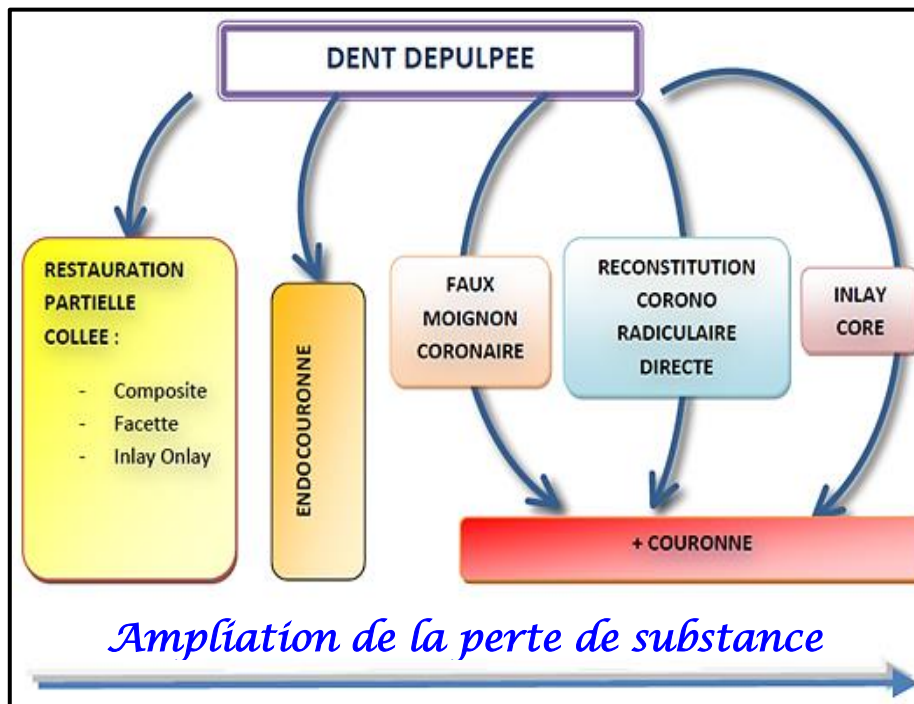 DENT DEPULPEE
RESTAURATION
PARTIELLE
COLLEE :
- Composite
- Facette
- Inlay Onlay
ENDOCOURONNE
FAUX
MOIGNON
CORONAIRE
RECONSTITUTION
CORONO
RADICULAIRE
DIRECTE
INLAY
CORE
+ COURONNE
Ampliation de la perte de substance